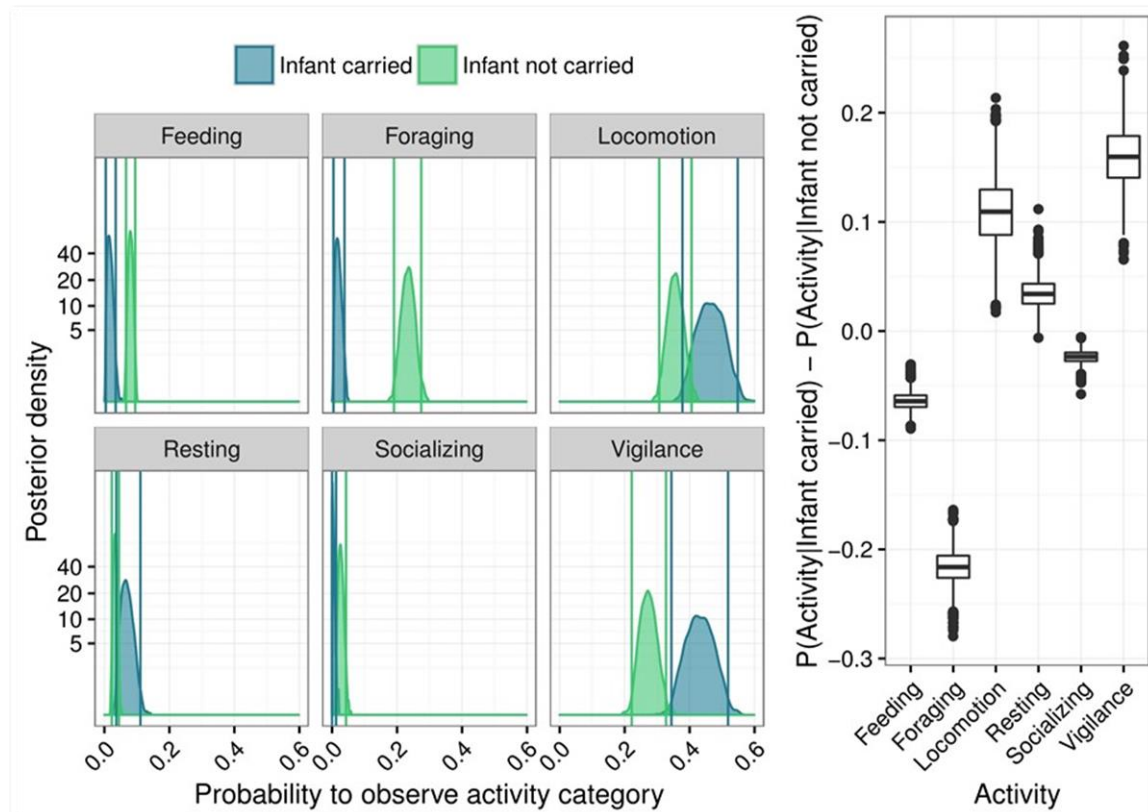 Infant carried Infant not carried
Feeding Foraging Locomotion
40
20
10
5
Resting Socializing Vigilance
40
20
10
5
Posterior density
0.0 0.2 0.4 0.6 0.0 0.2 0.4 0.6 0.0 0.2 0.4 0.6
Probability to observe activity category
P(Activity|Infant carried) − P(Activity|Infant not carried)
0.2
0.1
0.0
−0.1
−0.2
−0.3
Feeding Foraging Locomotion Resting Socializing Vigilance
Activity